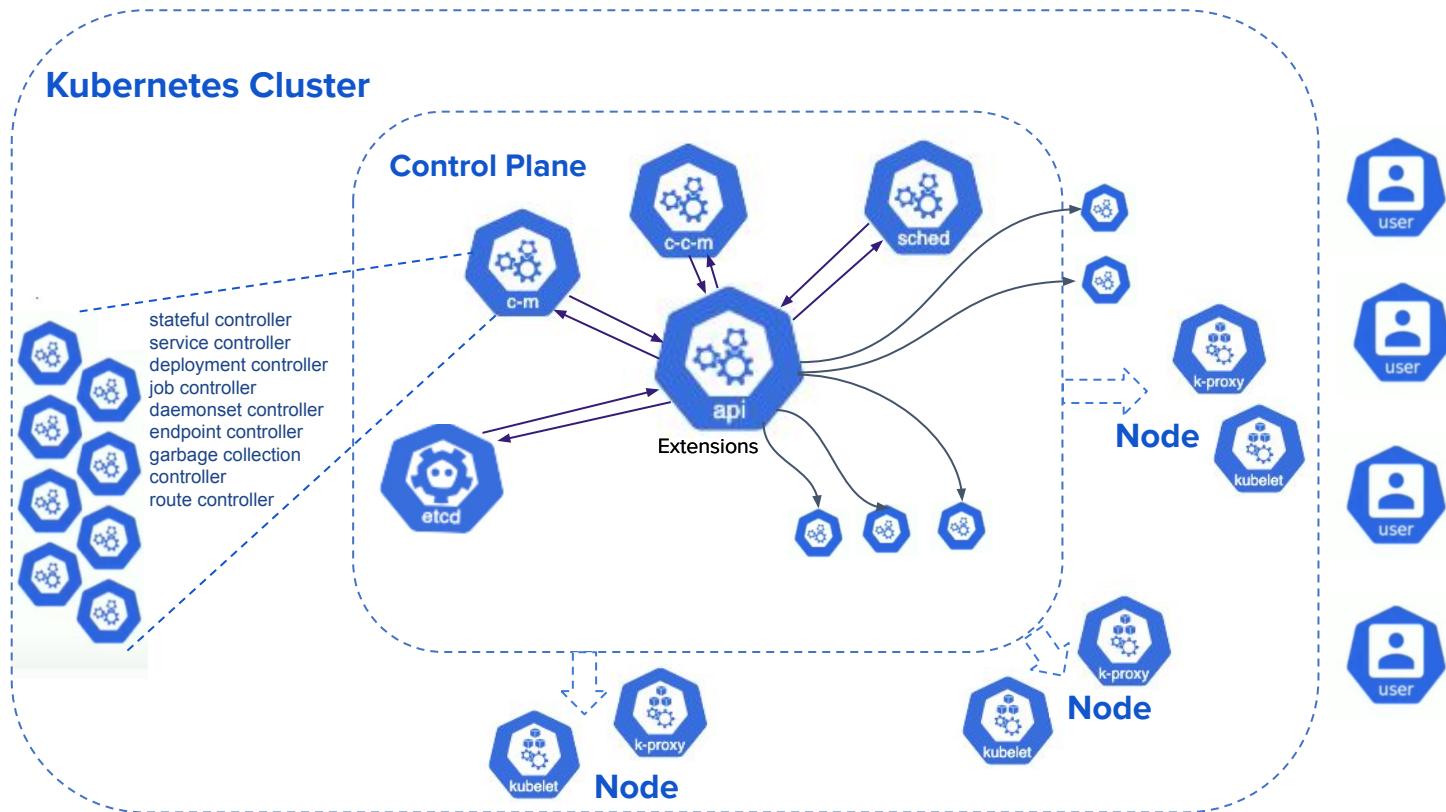 Kubernetes Cluster
Control Plane
c-m
c-c-m
sched
api
Extensions
etcd
stateful controller
service controller
deployment controller
job controller
daemonset controller
endpoint controller
garbage collection
controller
route controller
k-proxy
Node
kubelet
k-proxy
Node
kubelet
k-proxy
kubelet
Node
user
user
user
user